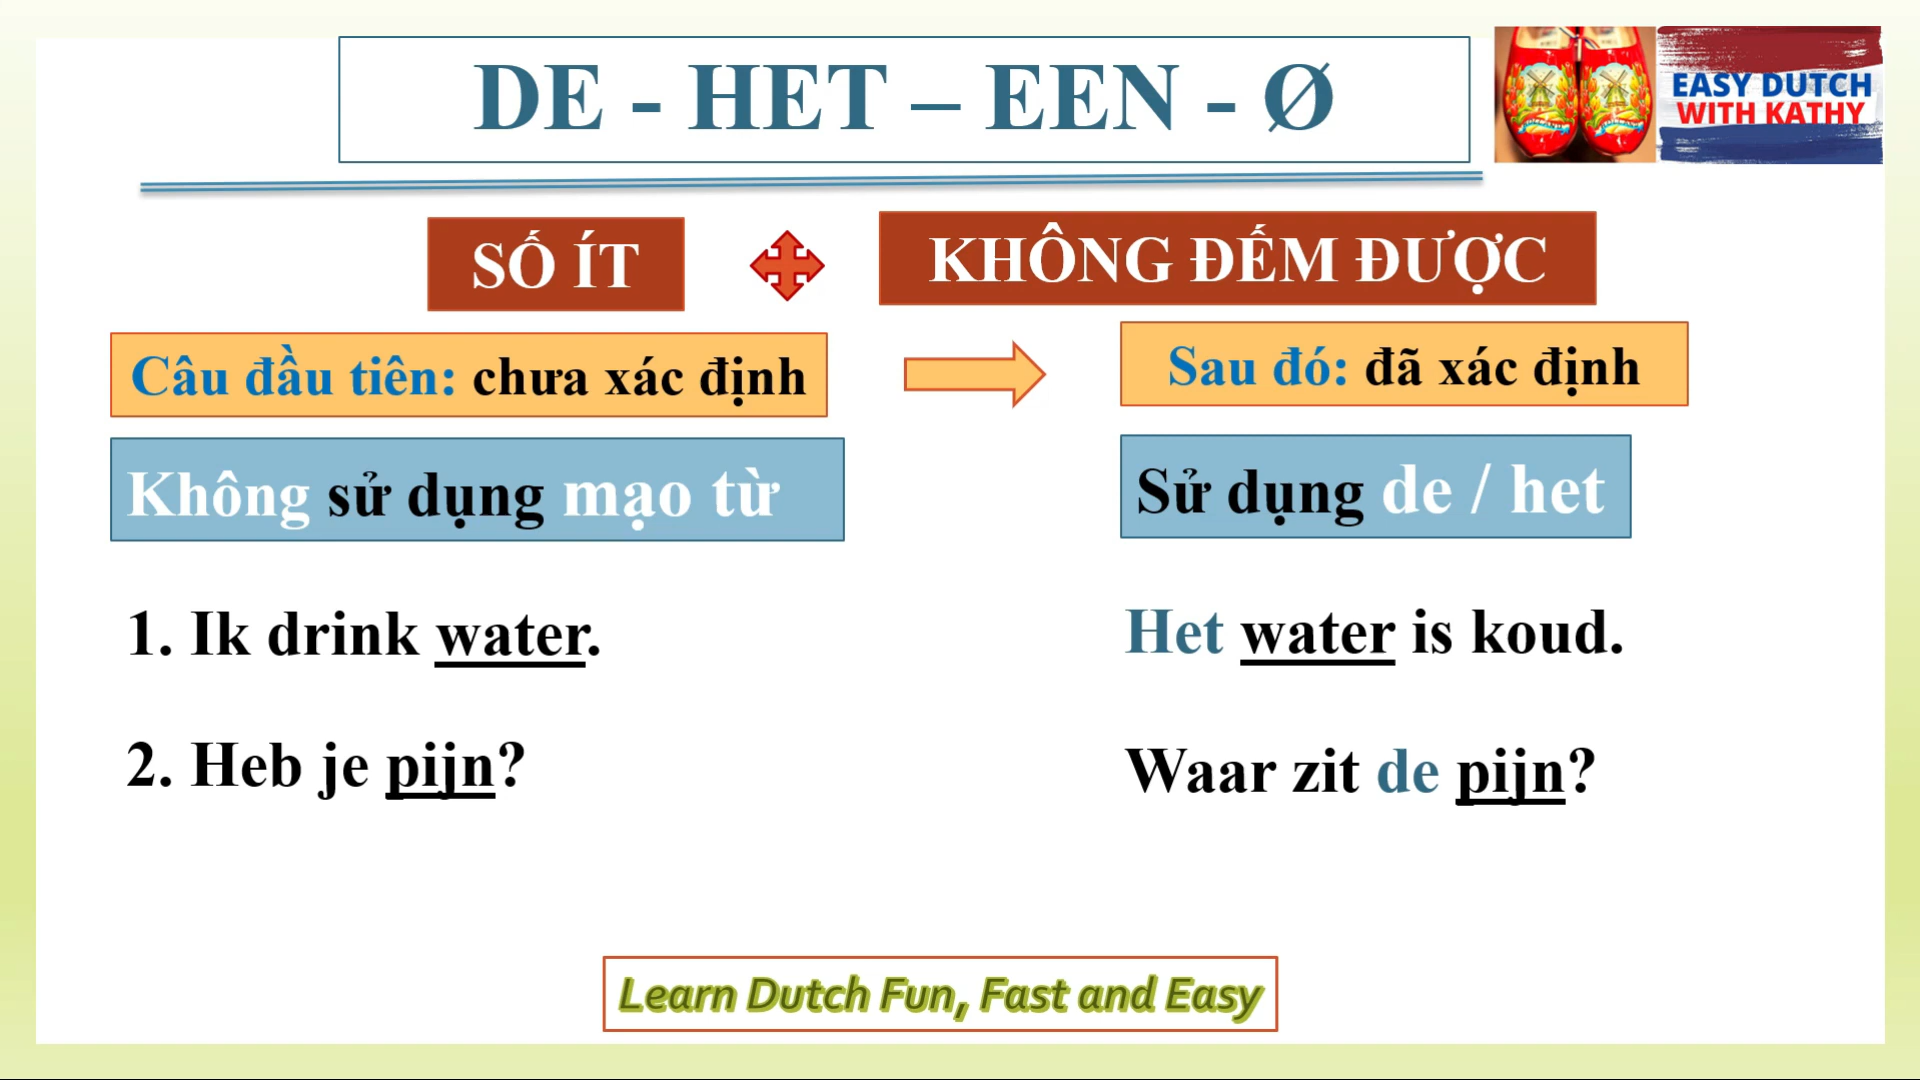 DE - HET – EEN - Ø
EASY DUTCH
WITH KATHY
SỐ ÍT
KHÔNG ĐẾM ĐƯỢC
Câu đầu tiên: chưa xác định
Sau đó: đã xác định
Không sử dụng mạo từ
Sử dụng de / het
1. Ik drink water.
Het water is koud.
2. Heb je pijn?
Waar zit de pijn?
Learn Dutch Fun, Fast and Easy